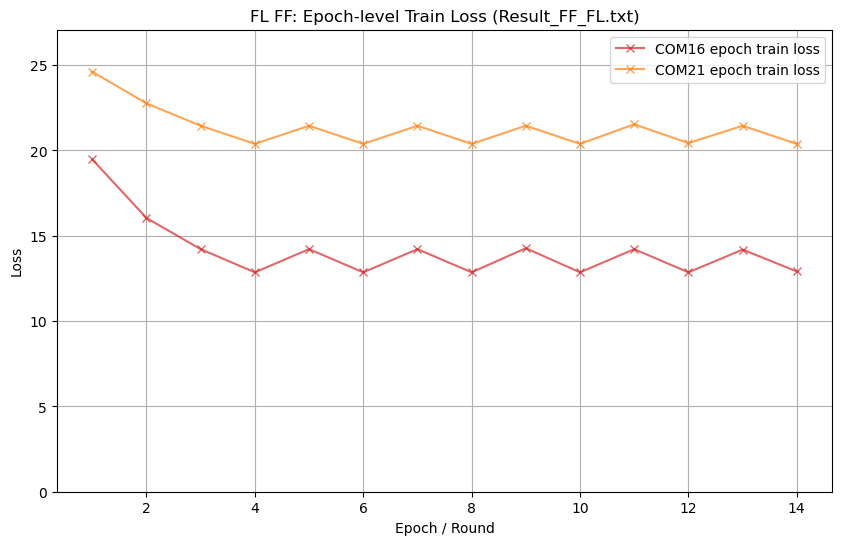 FL FF: Epoch-level Train Loss (Result_FF_FL.txt)
COM16 epoch train loss
COM21 epoch train loss
25
20
15
10
5
0
Loss
2 4 6 8 10 12 14
Epoch / Round